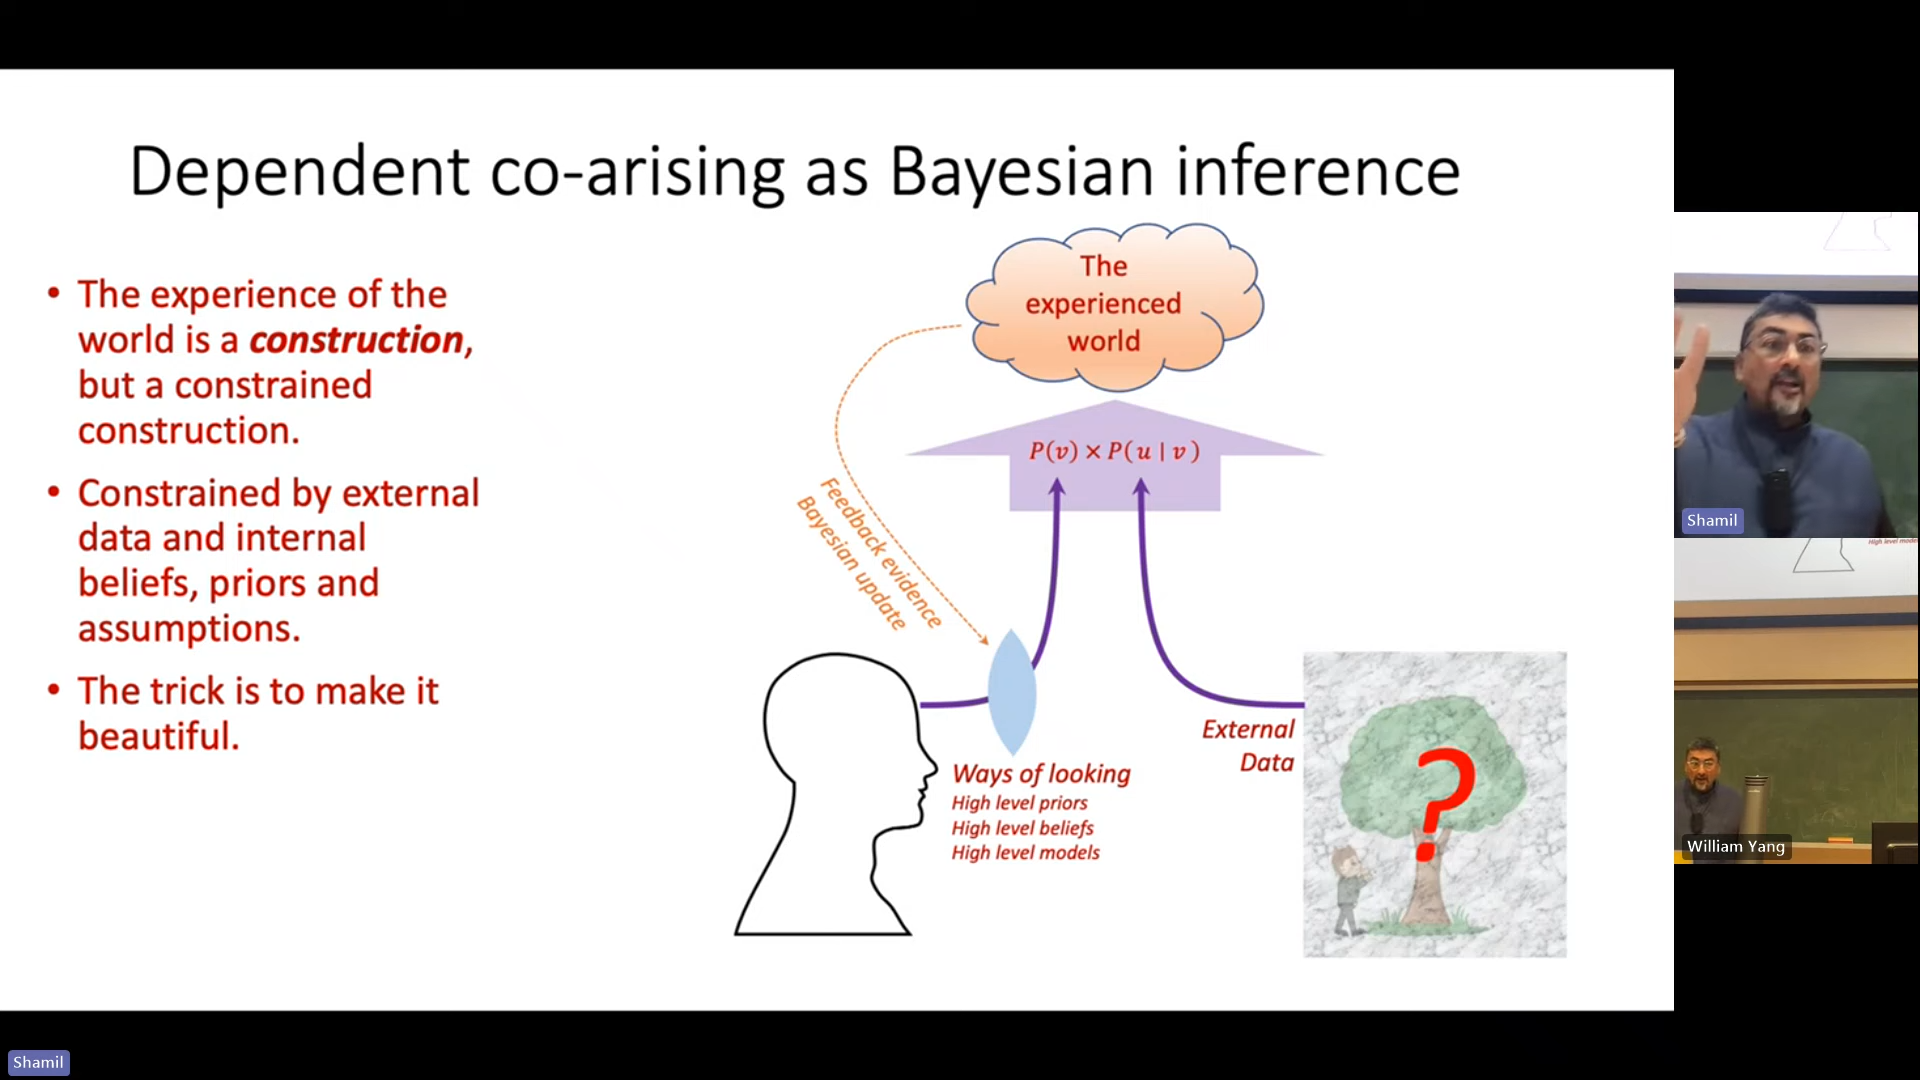 Dependent co-arising as Bayesian inference
• The experience of the
world is a construction,
but a constrained
construction.
• Constrained by external
data and internal
beliefs, priors and
assumptions.
• The trick is to make it
beautiful.
The
experienced
world
P(v) × P(u | v)
Feedback evidence
Bayesian update
Ways of looking
High level priors
High level beliefs
High level models
External
Data
?
Shamil
High level models
William Yang
Shamil